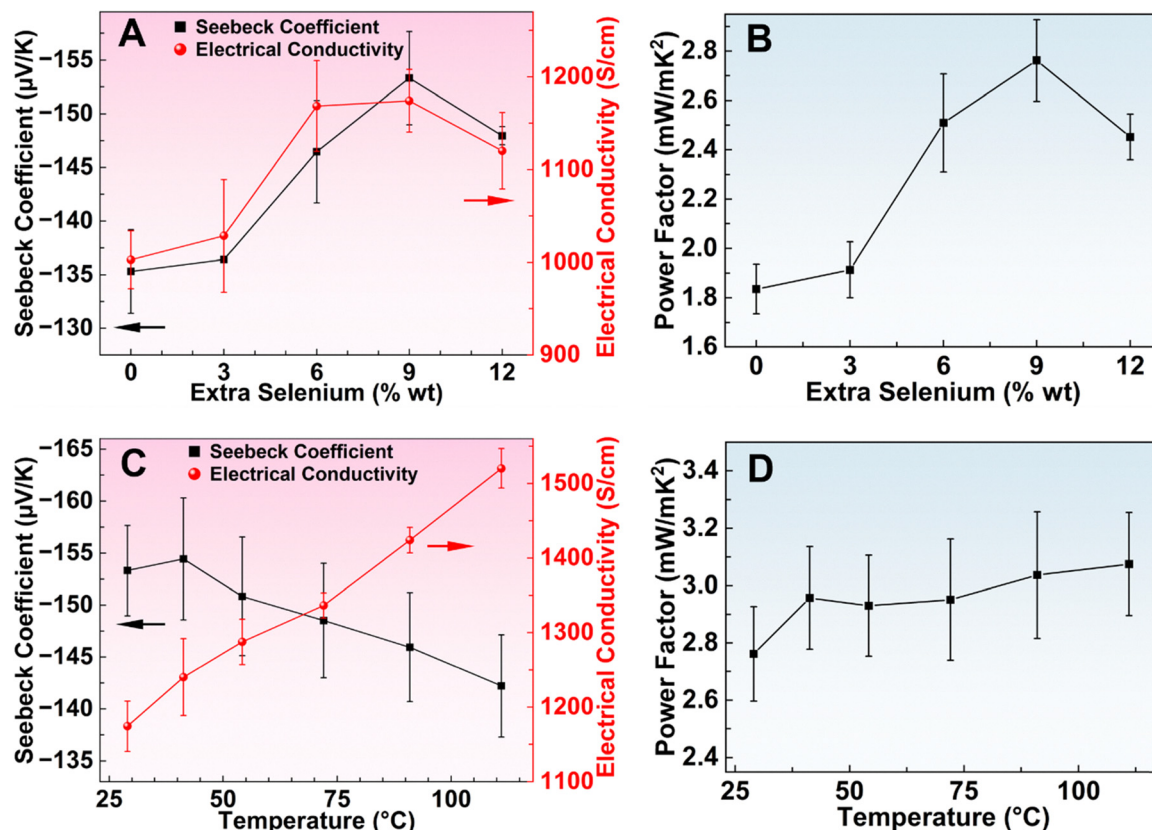 A
Seebeck Coefficient
Electrical Conductivity
Seebeck Coefficient (µV/K)
−155
−150
−145
−140
−135
−130
Electrical Conductivity (S/cm)
1200
1100
1000
900
0 3 6 9 12
Extra Selenium (% wt)
B
Power Factor (mW/mK²)
2.8
2.6
2.4
2.2
2.0
1.8
1.6
0 3 6 9 12
Extra Selenium (% wt)
C
Seebeck Coefficient
Electrical Conductivity
Seebeck Coefficient (µV/K)
−165
−160
−155
−150
−145
−140
−135
Electrical Conductivity (S/cm)
1500
1400
1300
1200
1100
25 50 75 100
Temperature (°C)
D
Power Factor (mW/mK²)
3.4
3.2
3.0
2.8
2.6
2.4
25 50 75 100
Temperature (°C)